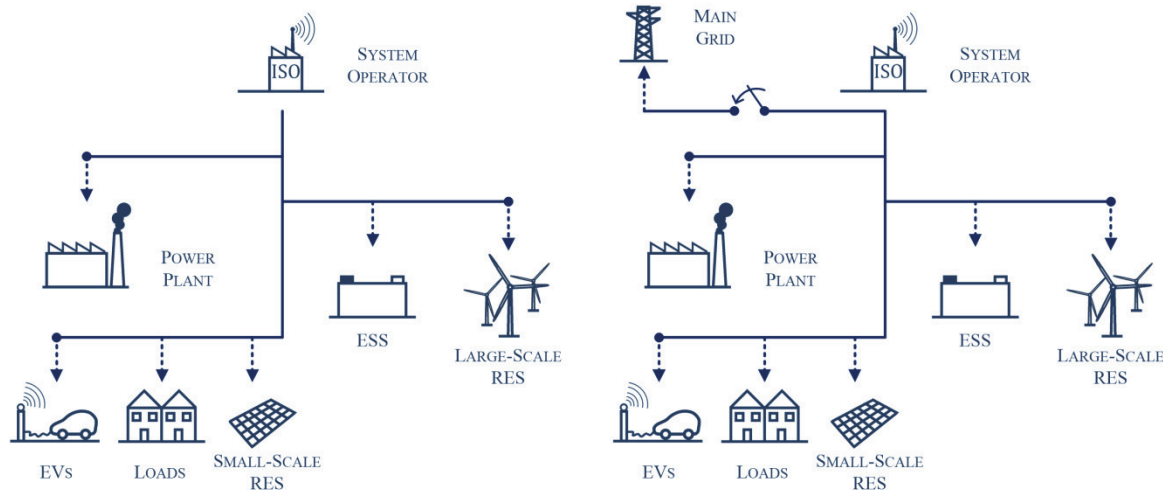 ISO
SYSTEM
OPERATOR
POWER
PLANT
ESS
LARGE-SCALE
RES
EVS
LOADS
SMALL-SCALE
RES
MAIN
GRID
ISO
SYSTEM
OPERATOR
POWER
PLANT
ESS
LARGE-SCALE
RES
EVS
LOADS
SMALL-SCALE
RES